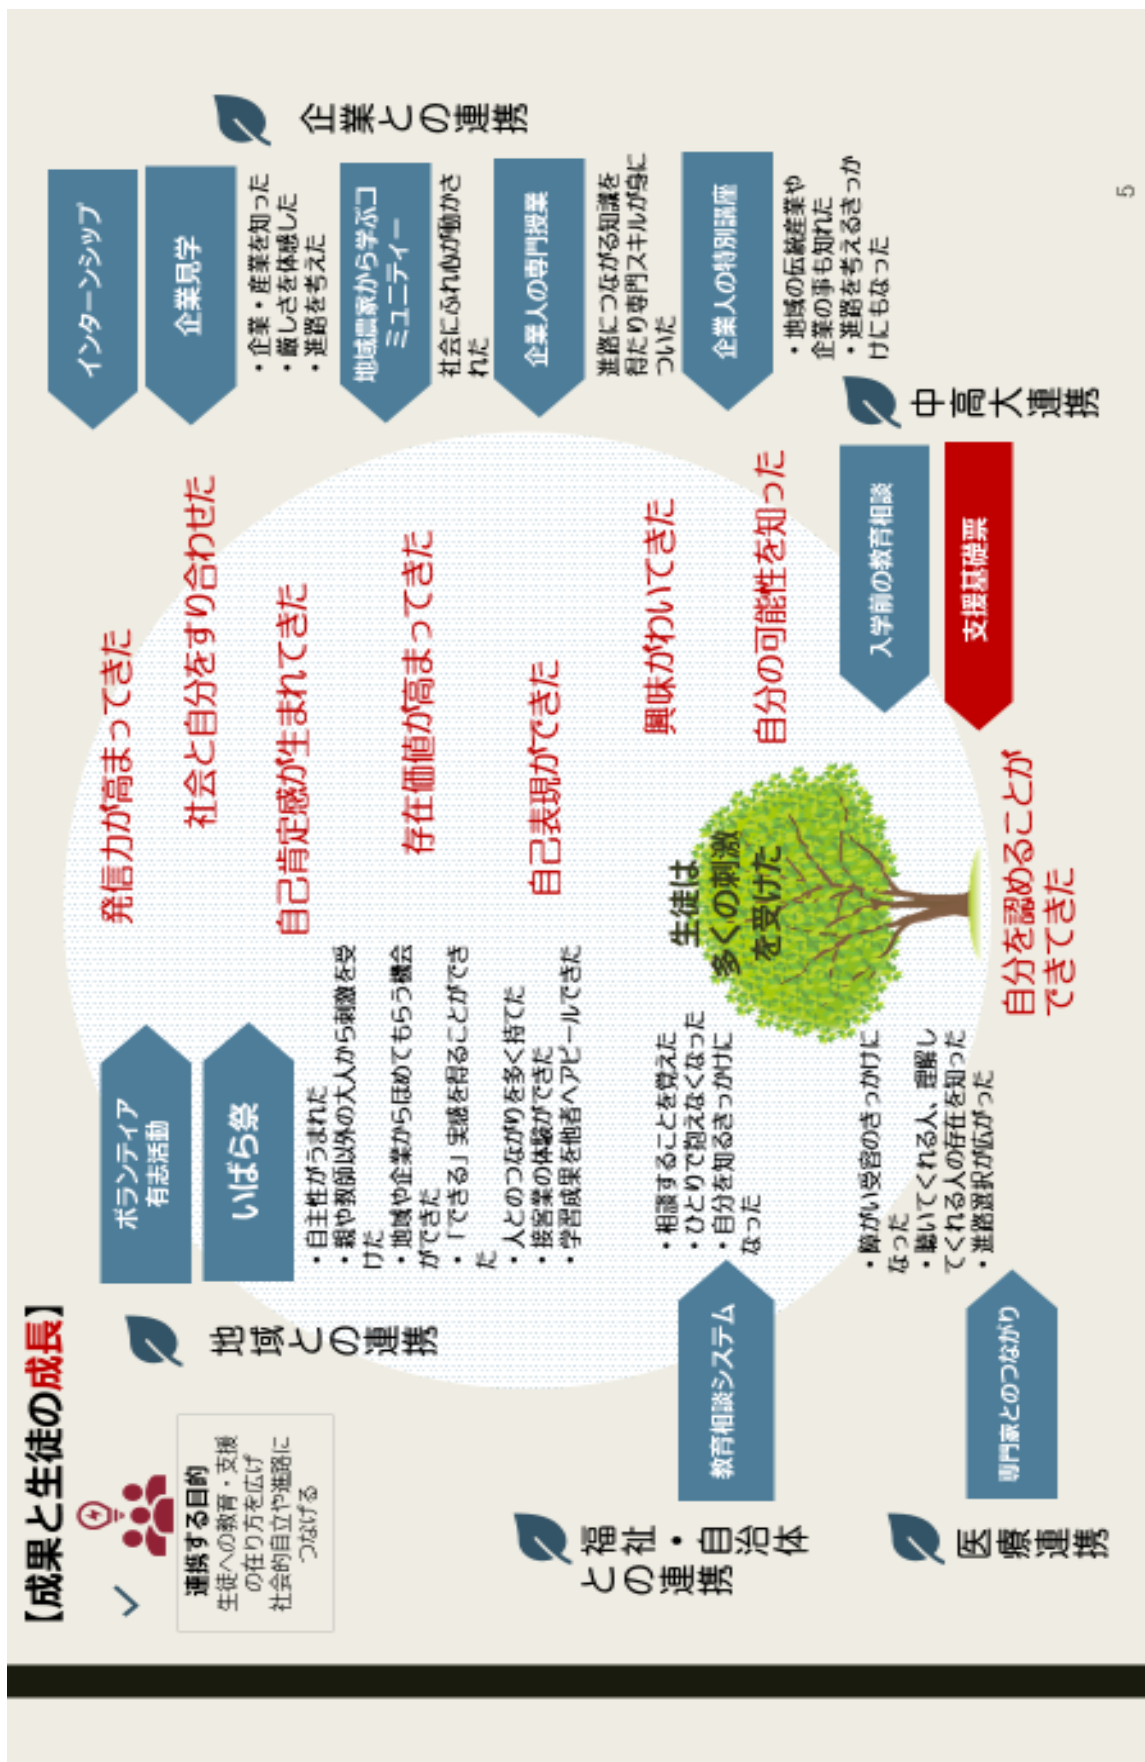 【成果と生徒の成長】
連携する目的
生徒への教育・支援
の在り方を広げ
社会的自立や進路に
つなげる
地域との連携
ボランティア
有志活動
いばら祭
・自主性がうまれた
・親や教師以外の大人から刺激を受
けた
・地域や企業からほめてもらう機会
ができた
・「できる」実感を得ることができ
た
・人とのつながりを多く持てた
・接客業の体験ができた
・学習成果を他者へアピールできた
福祉・自治体
との連携
教育相談システム
・相談することを覚えた
・ひとりで抱えなくなった
・自分を知るきっかけに
なった
医療連携
専門家とのつながり
・障がい受容のきっかけに
なった
・聴いてくれる人、理解し
てくれる人の存在を知った
・進路選択が広がった
発信力が高まってきた
社会と自分をすり合わせた
自己肯定感が生まれてきた
存在価値が高まってきた
自己表現ができた
興味がわいてきた
自分の可能性を知った
生徒は
多くの刺激
を受けた
自分を認めることが
できてきた
企業との連携
インターンシップ
企業見学
・企業・産業を知った
・厳しさを体感した
・進路を考えた
地域農家から学ぶコ
ミュニティー
社会にふれ心が動かさ
れた
企業人の専門授業
進路につながる知識を
得たり専門スキルが身に
ついた
企業人の特別講座
・地域の伝統産業や
企業の事も知れた
・進路を考えるきっか
けにもなった
中高大連携
入学前の教育相談
支援基礎票
5